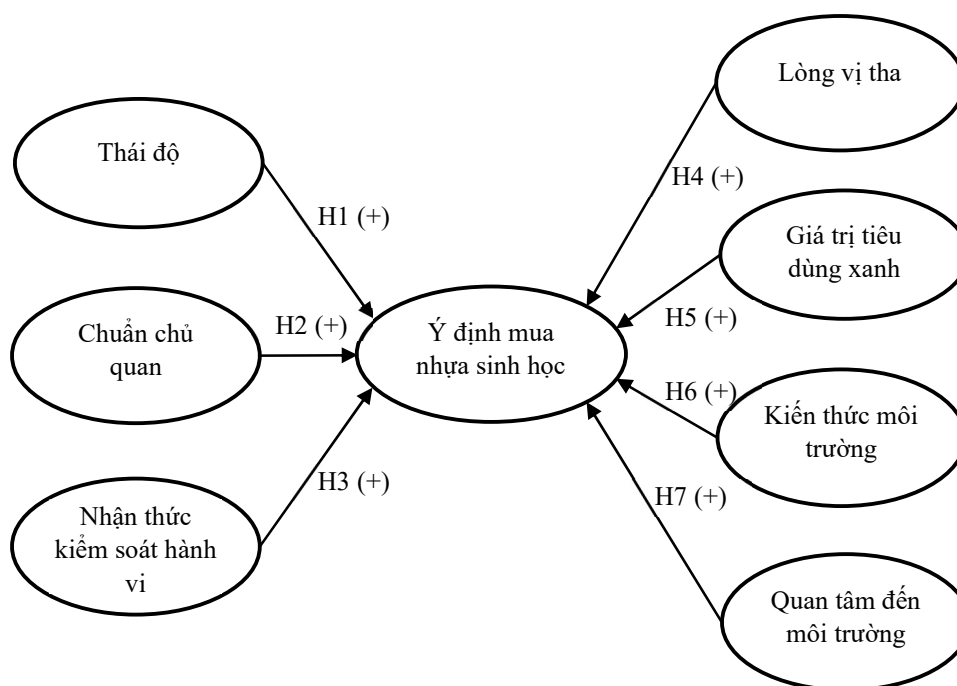 Thái độ
H1 (+)
Chuẩn chủ
quan
H2 (+)
Nhận thức
kiểm soát hành
vi
H3 (+)
Ý định mua
nhựa sinh học
Lòng vị tha
H4 (+)
Giá trị tiêu
dùng xanh
H5 (+)
Kiến thức môi
trường
H6 (+)
Quan tâm đến
môi trường
H7 (+)